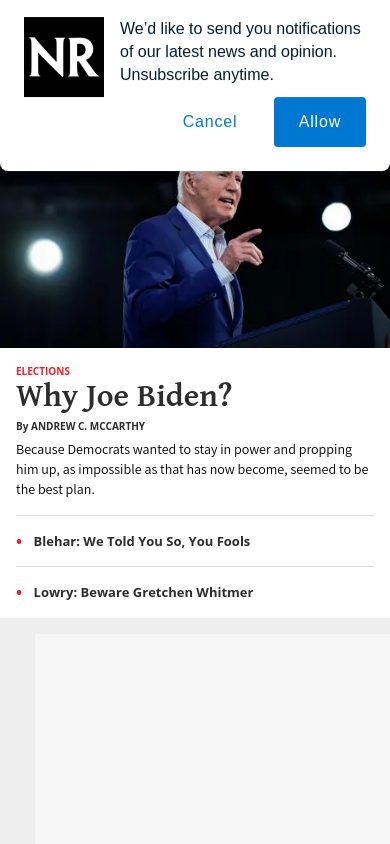 NR
We’d like to send you notifications
of our latest news and opinion.
Unsubscribe anytime.
Cancel
Allow
ELECTIONS
Why Joe Biden?
By ANDREW C. MCCARTHY
Because Democrats wanted to stay in power and propping
him up, as impossible as that has now become, seemed to be
the best plan.
• Blehar: We Told You So, You Fools
• Lowry: Beware Gretchen Whitmer